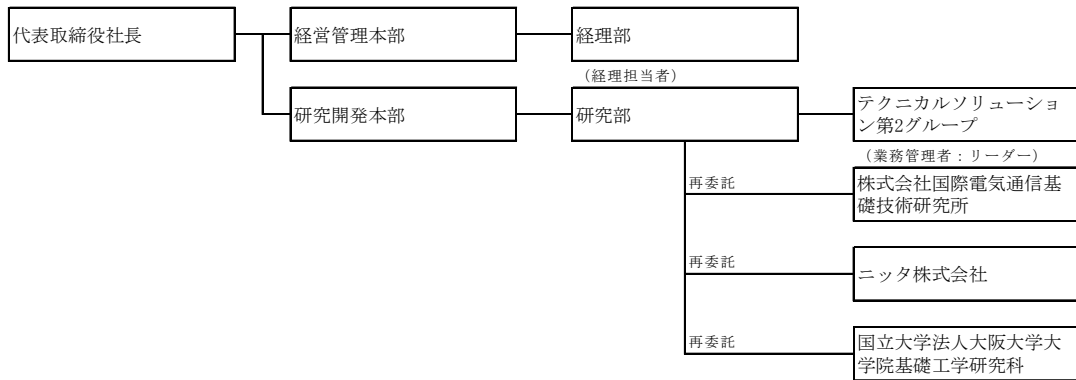 代表取締役社長
経営管理本部
経理部
(経理担当者)
研究開発本部
研究部
テクニカルソリューショ
ン第2グループ
(業務管理者：リーダー)
再委託
株式会社国際電気通信基
礎技術研究所
再委託
ニッタ株式会社
再委託
国立大学法人大阪大学大
学院基礎工学研究科